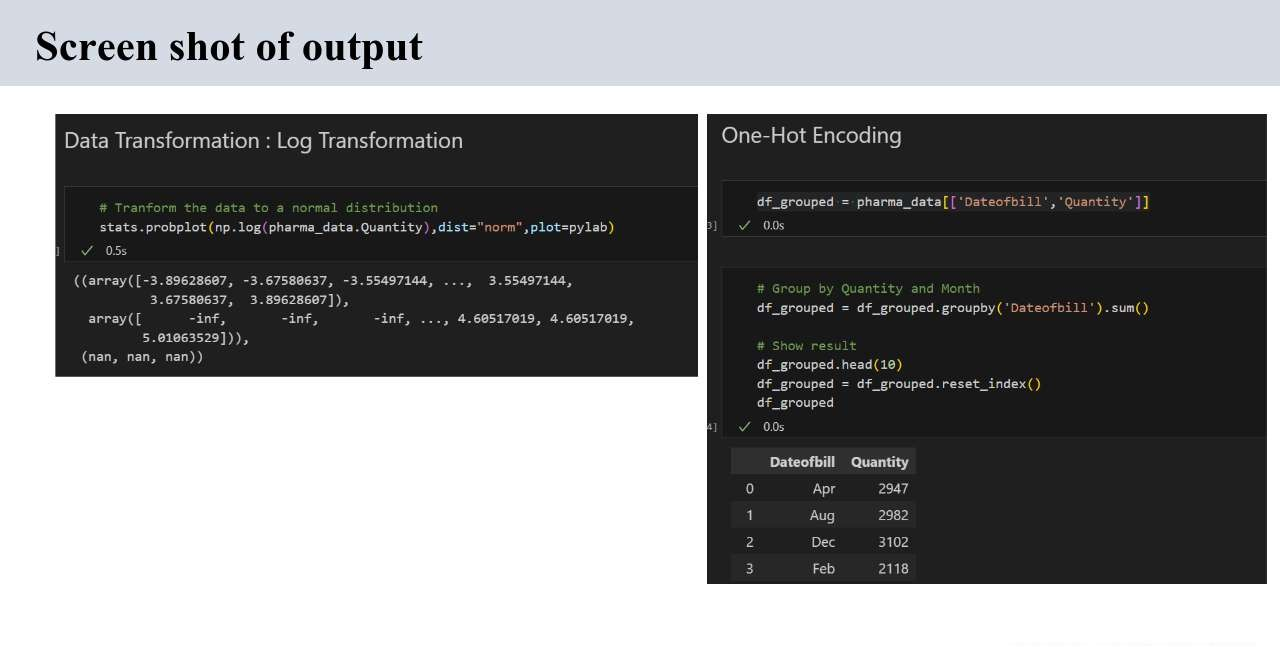 Screen shot of output
Data Transformation : Log Transformation
# Tranform the data to a normal distribution
stats.probplot(np.log(pharma_data.Quantity),dist="norm",plot=pylab)
]
0.5s
((array([-3.89628607, -3.67580637, -3.55497144, ...,  3.55497144,
3.67580637,  3.89628607]),
array([      -inf,       -inf,       -inf, ..., 4.60517019, 4.60517019,
5.01063529])),
(nan, nan, nan))
One-Hot Encoding
df_grouped = pharma_data[['Dateofbill','Quantity']]
3]
0.0s
# Group by Quantity and Month
df_grouped = df_grouped.groupby('Dateofbill').sum()
# Show result
df_grouped.head(10)
df_grouped = df_grouped.reset_index()
df_grouped
4]
0.0s
Dateofbill Quantity
0 Apr 2947
1 Aug 2982
2 Dec 3102
3 Feb 2118